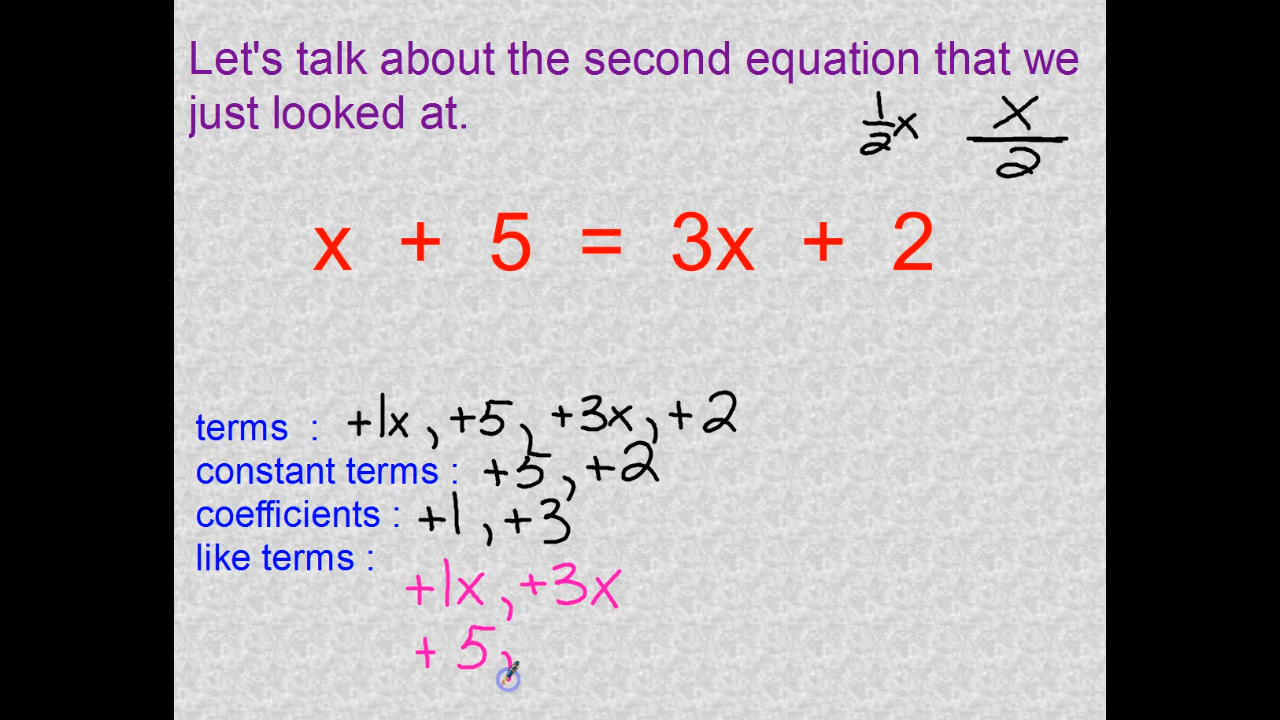 Let's talk about the second equation that we
just looked at.
1/2 x   x/2
x + 5 = 3x + 2
terms : +1x, +5, +3x, +2
constant terms : +5, +2
coefficients : +1, +3
like terms :
+1x, +3x
+ 5,